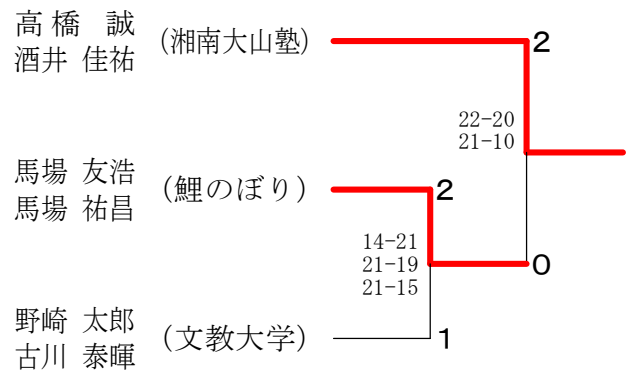 高橋 誠
酒井 佳祐
(湘南大山塾)
2
22-20
21-10
馬場 友浩
馬場 祐昌
(鯉のぼり)
2
14-21
21-19
21-15
0
野崎 太郎
古川 泰暉
(文教大学)
1